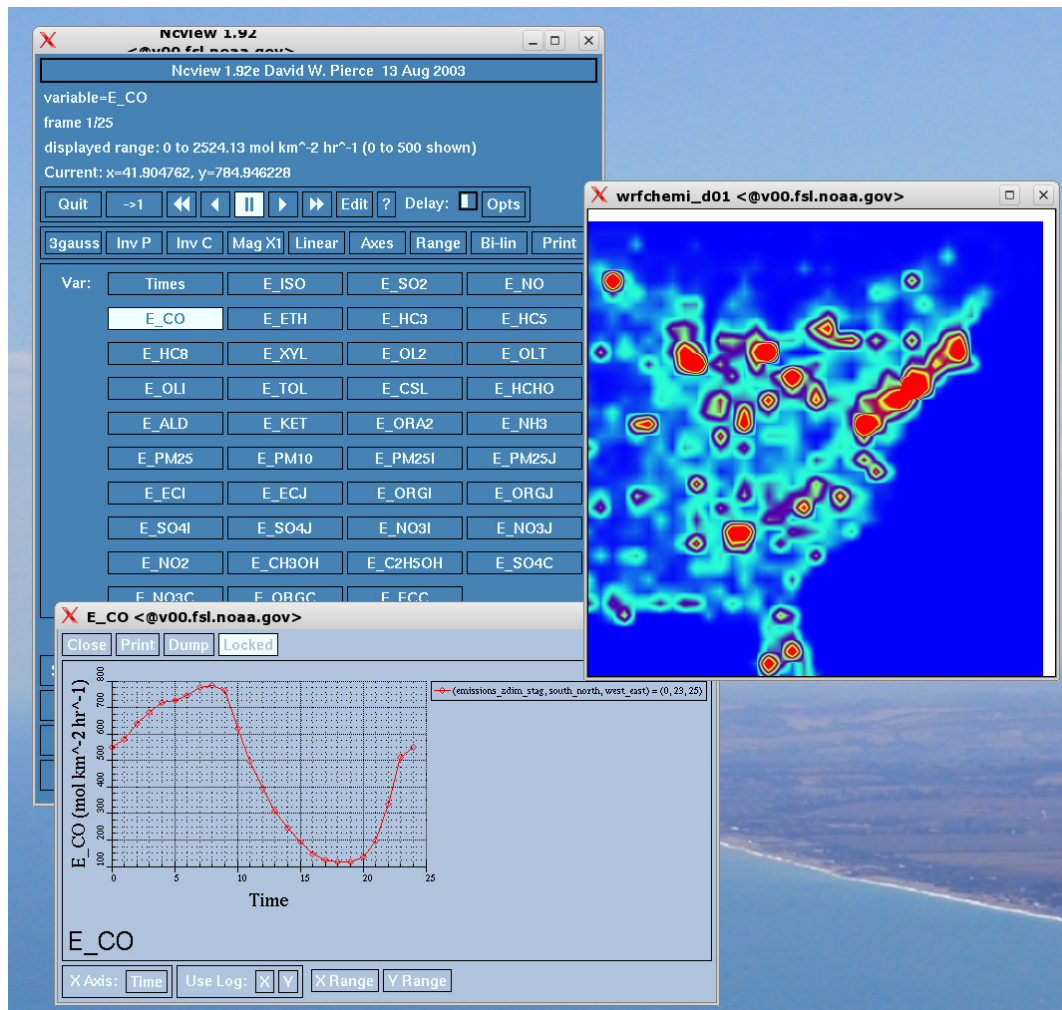 Ncview 1.92
<@v00.fsl.noaa.gov>
Ncview 1.92e David W. Pierce 13 Aug 2003
variable=E_CO
frame 1/25
displayed range: 0 to 2524.13 mol km^-2 hr^-1 (0 to 500 shown)
Current: x=41.904762, y=784.946228
Quit ->1 Edit ? Delay: Opts
3gauss Inv P Inv C Mag X1 Linear Axes Range Bi-lin Print
Var: Times E_ISO E_SO2 E_NO
E_CO E_ETH E_HC3 E_HC5
E_HC8 E_XYL E_OL2 E_OLT
E_OLI E_TOL E_CSL E_HCHO
E_ALD E_KET E_ORA2 E_NH3
E_PM25 E_PM10 E_PM25I E_PM25J
E_ECI E_ECJ E_ORGI E_ORGJ
E_SO4I E_SO4J E_NO3I E_NO3J
E_NO2 E_CH3OH E_C2H5OH E_SO4C
E_NO3C E_ORGC E_ECC
wrfchemi_d01 <@v00.fsl.noaa.gov>
E_CO <@v00.fsl.noaa.gov>
Close Print Dump Locked
E_CO (mol km^-2 hr^-1)
800
700
600
500
400
300
200
100
(emissions_zdim_stag, south_north, west_east) = (0, 23, 25)
0 5 10 15 20 25
Time
E_CO
X Axis: Time Use Log: X Y X Range Y Range